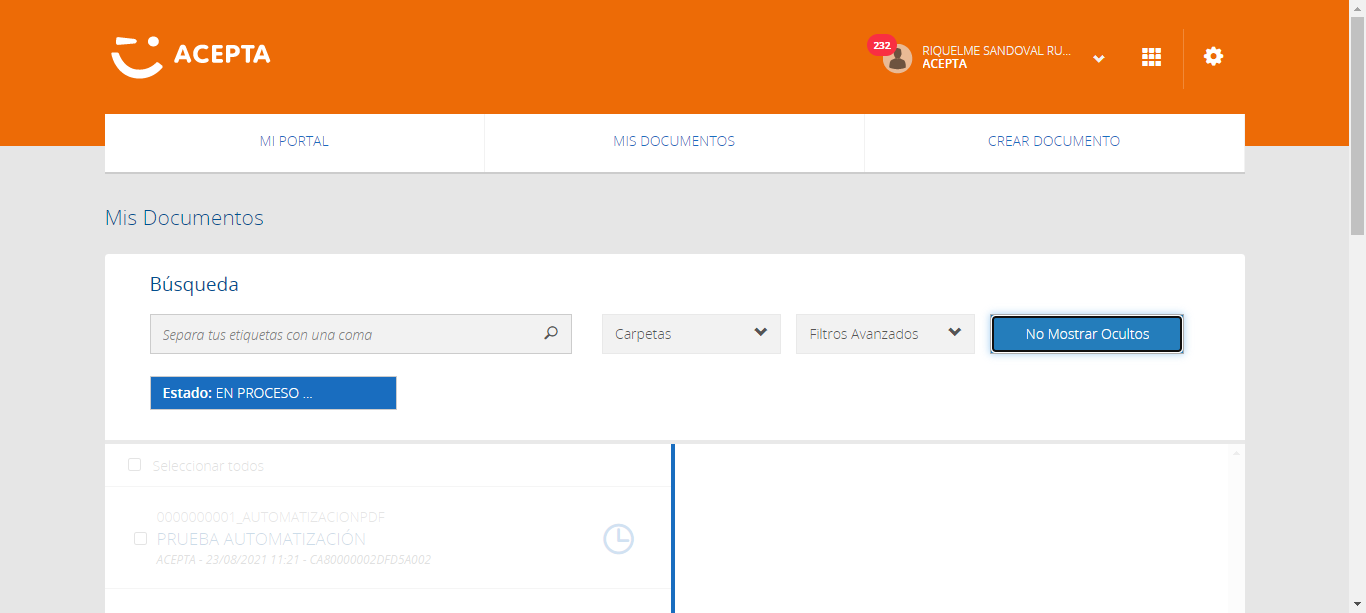 ACEPTA
232
RIQUELME SANDOVAL RU...
ACEPTA
MI PORTAL
MIS DOCUMENTOS
CREAR DOCUMENTO
Mis Documentos
Búsqueda
Separa tus etiquetas con una coma
Carpetas
Filtros Avanzados
No Mostrar Ocultos
Estado: EN PROCESO ...
Seleccionar todos
0000000001_AUTOMATIZACIONPDF
PRUEBA AUTOMATIZACIÓN
ACEPTA - 23/08/2021 11:21 - CA80000002DFD5A002